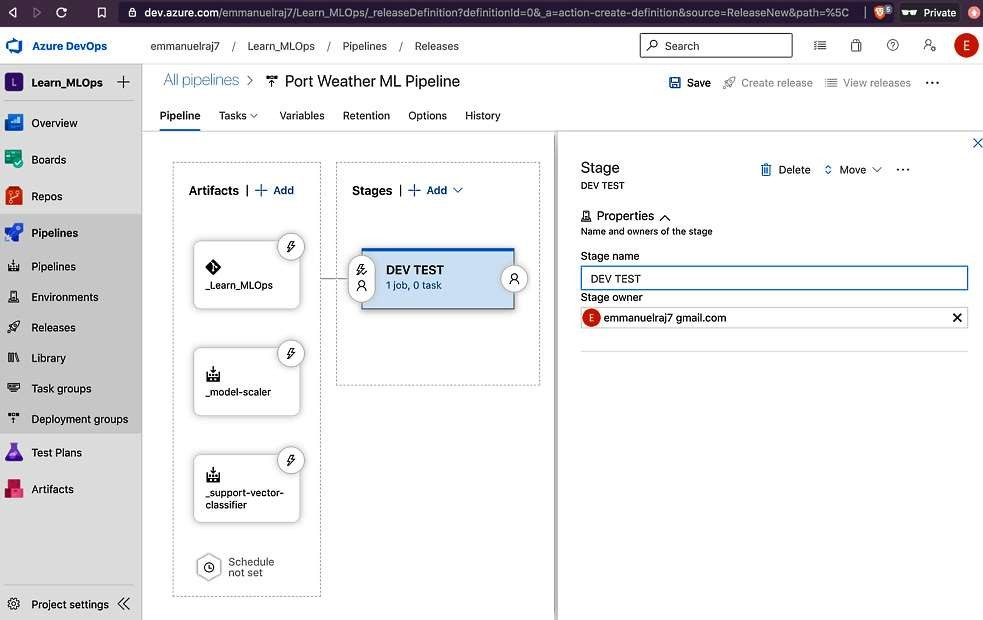 dev.azure.com/emmanuelraj7/Learn_MLOps/_releaseDefinition?definitionId=0&_a=action-create-definition&source=ReleaseNew&path=%5C
5
Private
Azure DevOps
emmanuelraj7 / Learn_MLOps / Pipelines / Releases
Search
E
L
Learn_MLOps
All pipelines > Port Weather ML Pipeline
Save
Create release
View releases
...
Pipeline
Tasks
Variables
Retention
Options
History
Overview
Boards
Repos
Pipelines
Pipelines
Environments
Releases
Library
Task groups
Deployment groups
Test Plans
Artifacts
Project settings
Artifacts | + Add
_Learn_MLOps
_model-scaler
_support-vector-
classifier
Schedule
not set
Stages | + Add
DEV TEST
1 job, 0 task
Stage
DEV TEST
Delete
Move
...
Properties
Name and owners of the stage
Stage name
DEV TEST
Stage owner
E
emmanuelraj7 gmail.com